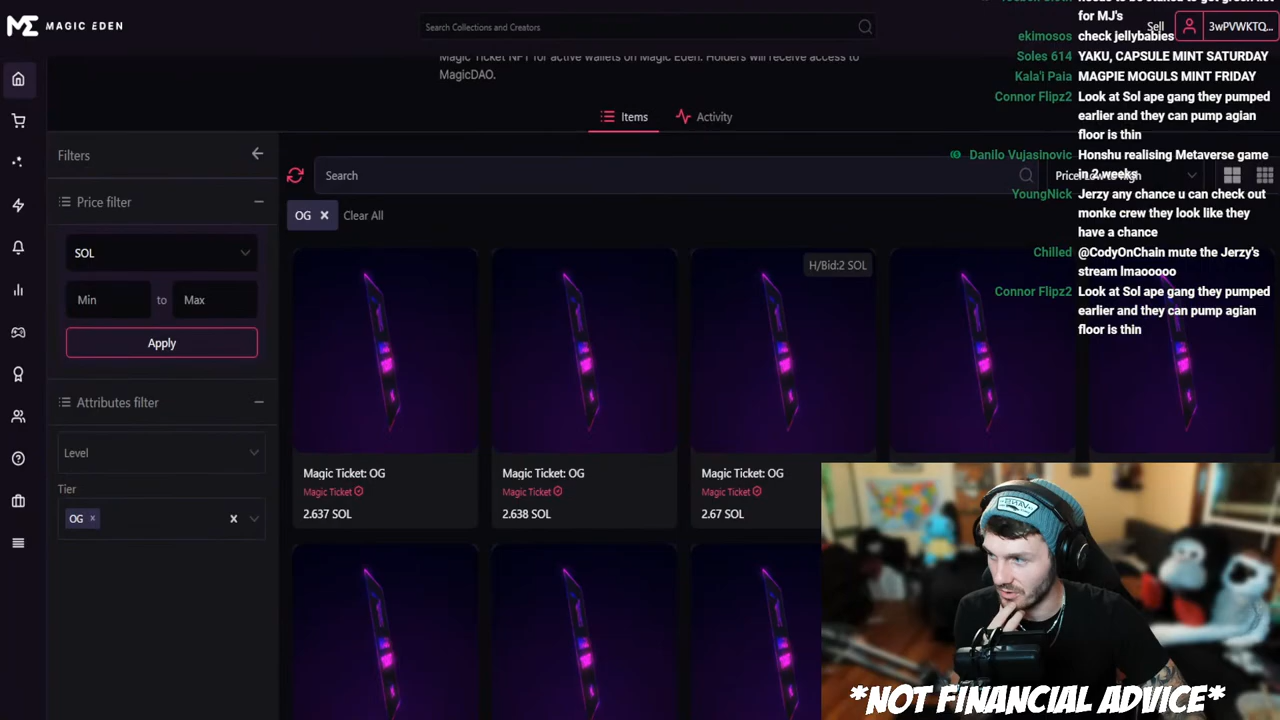 MAGIC EDEN
Search Collections and Creators
Sell
3wPVWKTQ...
Magic Ticket NFT for active wallets on Magic Eden. Holders will receive access to
MagicDAO.
Items
Activity
Filters
Search
Price filter
OG
Clear All
SOL
Min
to
Max
Apply
Attributes filter
Level
Tier
OG
H/Bid:2 SOL
Magic Ticket: OG
Magic Ticket
2.637 SOL
Magic Ticket: OG
Magic Ticket
2.638 SOL
Magic Ticket: OG
Magic Ticket
2.67 SOL
for MJ's
ekimosos check jellybabies
Soles 614 YAKU, CAPSULE MINT SATURDAY
Kala'i Paia MAGPIE MOGULS MINT FRIDAY
Connor Flipz2 Look at Sol ape gang they pumped
earlier and they can pump agian
floor is thin
Danilo Vujasinovic Honshu realising Metaverse game
in 2 weeks
YoungNick Jerzy any chance u can check out
monke crew they look like they
have a chance
Chilled @CodyOnChain mute the Jerzy's
stream lmaooooo
Connor Flipz2 Look at Sol ape gang they pumped
earlier and they can pump agian
floor is thin
*NOT FINANCIAL ADVICE*